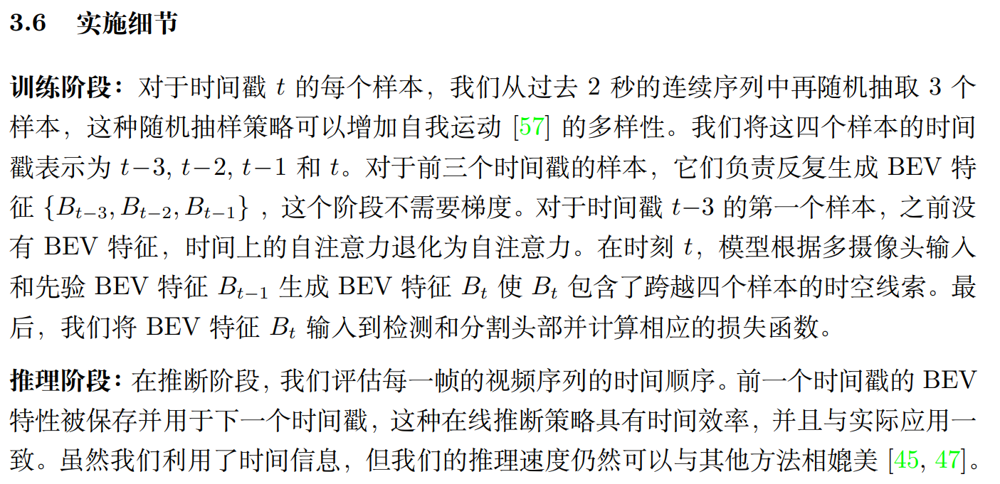 3.6 实施细节
训练阶段：对于时间戳 t 的每个样本，我们从过去 2 秒的连续序列中再随机抽取 3 个
样本，这种随机抽样策略可以增加自我运动 [57] 的多样性。我们将这四个样本的时间
戳表示为 t−3, t−2, t−1 和 t。对于前三个时间戳的样本，它们负责反复生成 BEV 特
征 {Bt−3, Bt−2, Bt−1} ，这个阶段不需要梯度。对于时间戳 t−3 的第一个样本，之前没
有 BEV 特征，时间上的自注意力退化为自注意力。在时刻 t，模型根据多摄像头输入
和先验 BEV 特征 Bt−1 生成 BEV 特征 Bt 使 Bt 包含了跨越四个样本的时空线索。最
后，我们将 BEV 特征 Bt 输入到检测和分割头部并计算相应的损失函数。
推理阶段：在推断阶段，我们评估每一帧的视频序列的时间顺序。前一个时间戳的 BEV
特性被保存并用于下一个时间戳，这种在线推断策略具有时间效率，并且与实际应用一
致。虽然我们利用了时间信息，但我们的推理速度仍然可以与其他方法相媲美 [45, 47]。